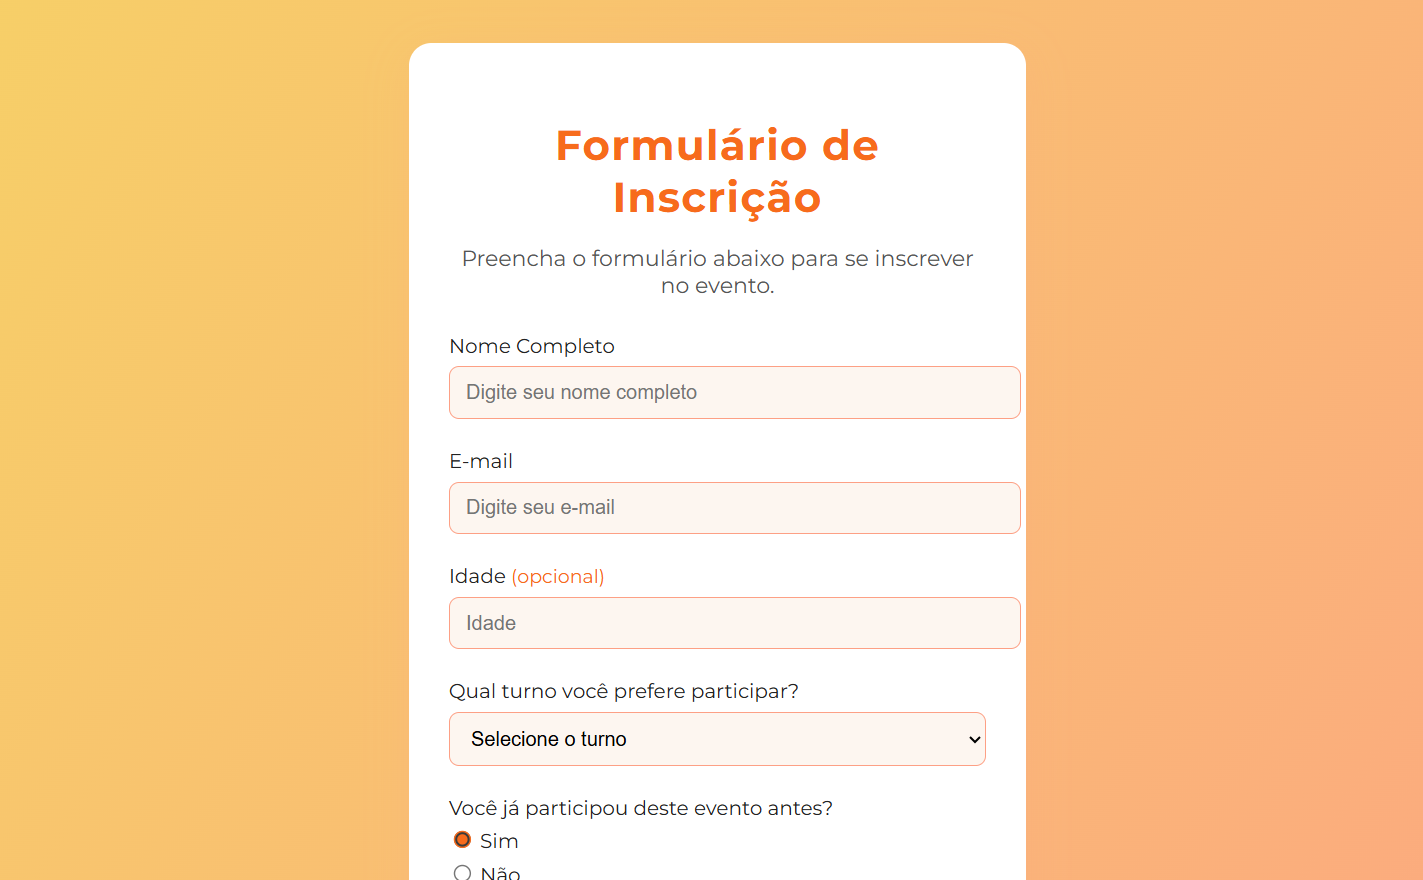 Formulário de
Inscrição
Preencha o formulário abaixo para se inscrever
no evento.
Nome Completo
Digite seu nome completo
E-mail
Digite seu e-mail
Idade (opcional)
Idade
Qual turno você prefere participar?
Selecione o turno
Você já participou deste evento antes?
Sim
Não